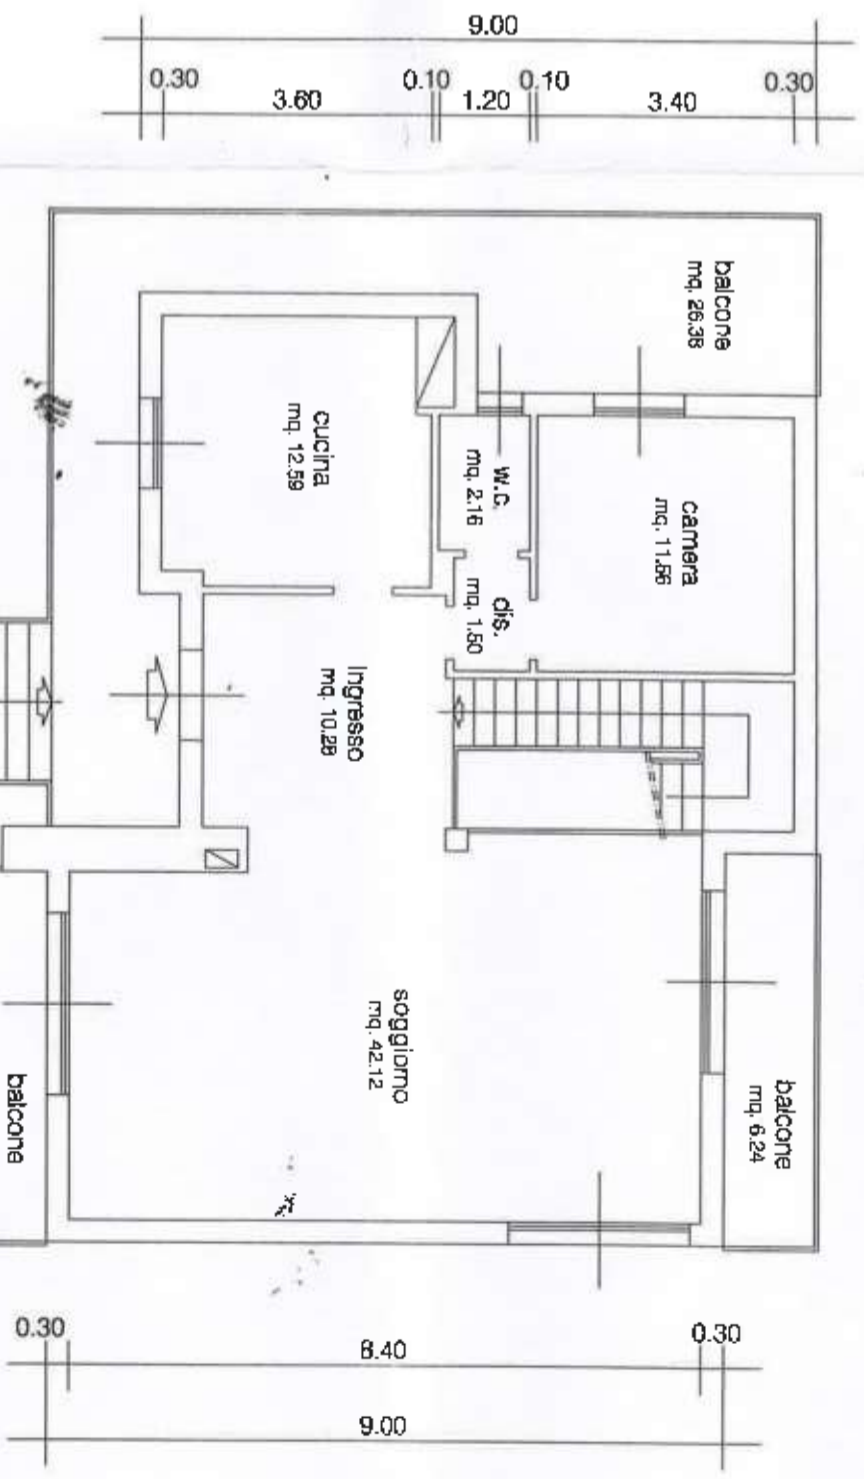 9.00
0.30
3.60
0.10
1.20
0.10
3.40
0.30
balcone
mq. 26.38
cucina
mq. 12.59
w.c.
mq. 2.16
camera
mq. 11.56
dis.
mq. 1.50
ingresso
mq. 10.28
soggiorno
mq. 42.12
balcone
mq. 6.24
balcone
0.30
8.40
0.30
9.00